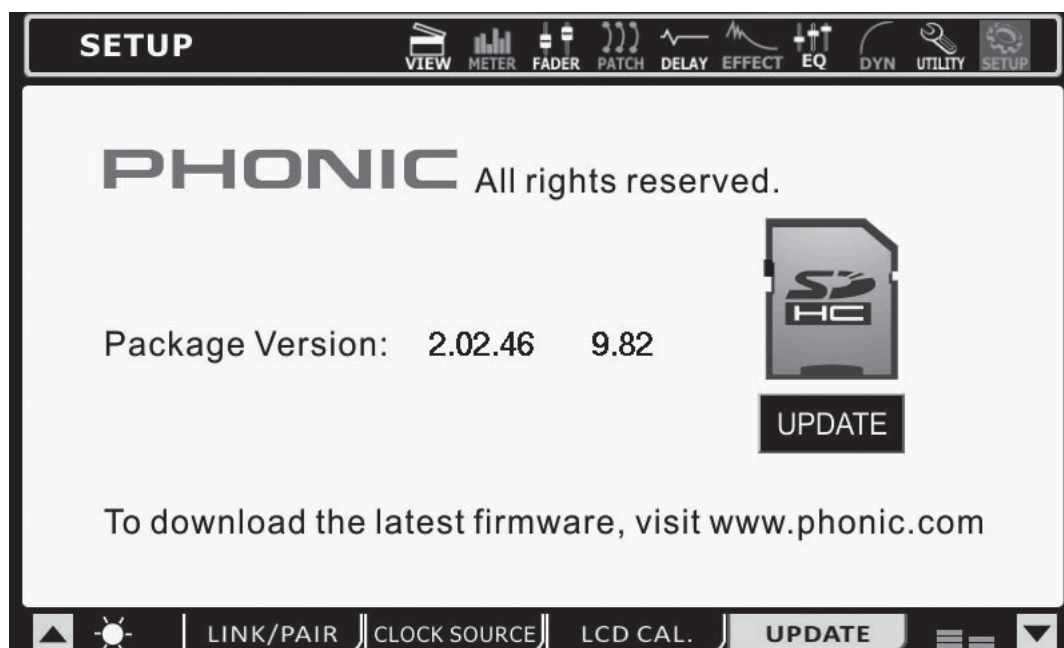 SETUP
VIEW METER FADER PATCH DELAY EFFECT EQ DYN UTILITY SETUP
PHONIC All rights reserved.
SD
HC
Package Version: 2.02.46 9.82
UPDATE
To download the latest firmware, visit www.phonic.com
LINK/PAIR CLOCK SOURCE LCD CAL. UPDATE